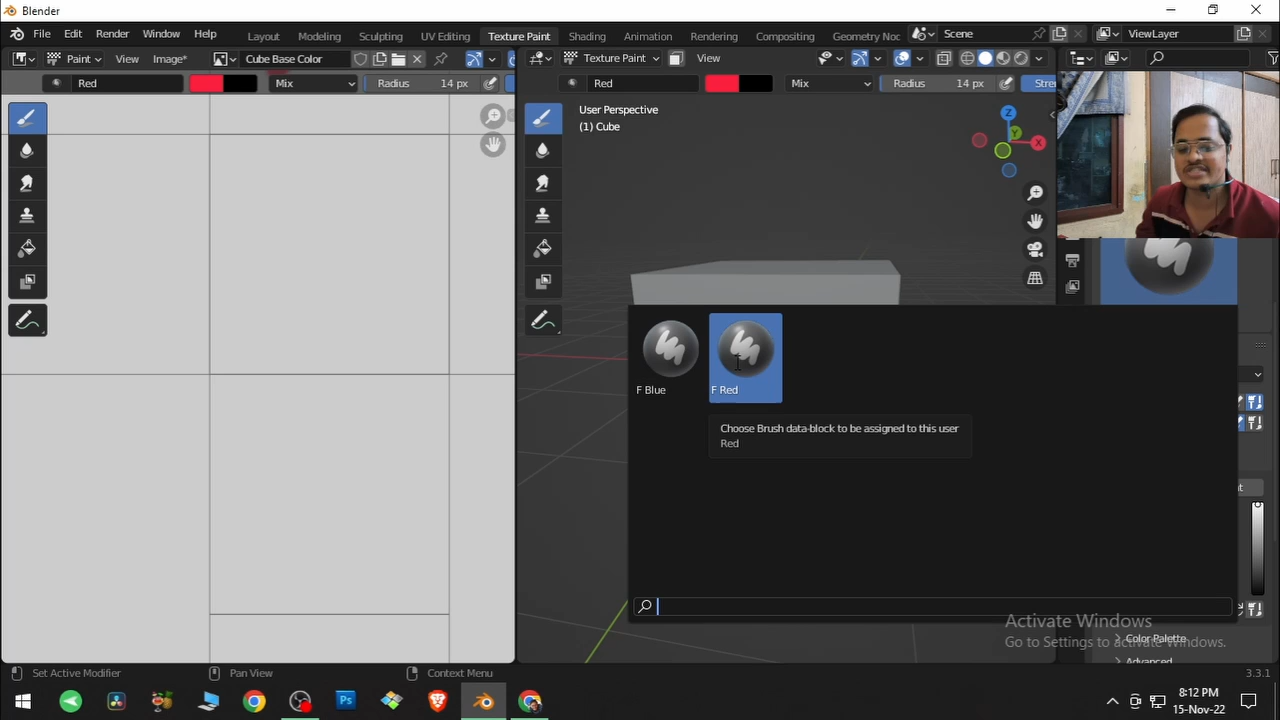 Blender
File Edit Render Window Help Layout Modeling Sculpting UV Editing Texture Paint Shading Animation Rendering Compositing Geometry Noc Scene ViewLayer
Paint View Image* Cube Base Color Texture Paint View
Red Mix Radius 14 px Red Mix Radius 14 px Stre
User Perspective
(1) Cube
Z
Y
X
F Blue F Red
Choose Brush data-block to be assigned to this user
Red
Activate Windows
Go to Settings to activate Windows.
Color Palette
Advanced
Set Active Modifier Pan View Context Menu 3.3.1
Ps
8:12 PM
15-Nov-22